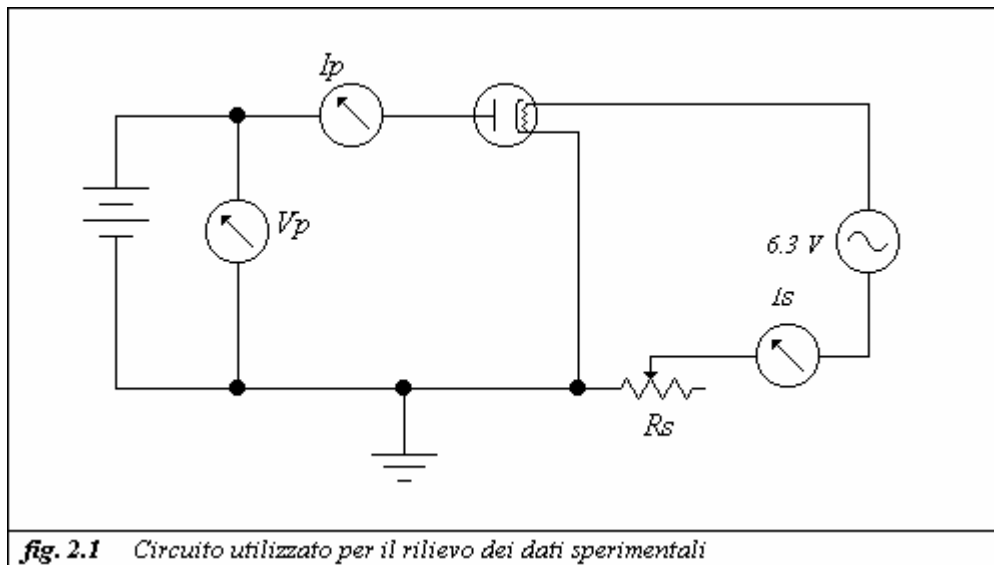 Ip
Vp
6.3 V
Is
Rs
fig. 2.1 Circuito utilizzato per il rilievo dei dati sperimentali